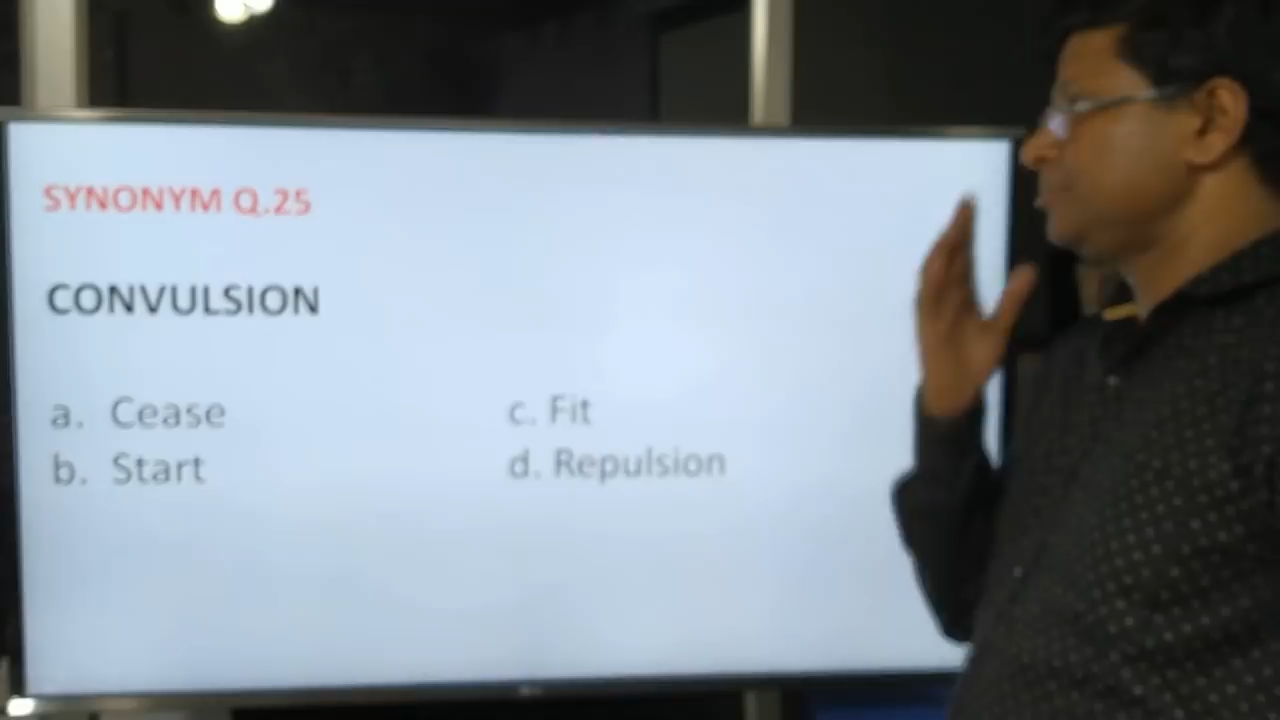 SYNONYM Q.25
CONVULSION
a. Cease
b. Start
c. Fit
d. Repulsion